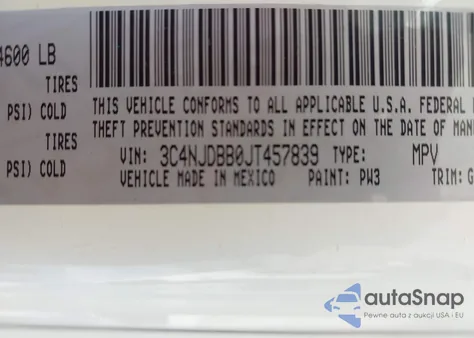 4600 LB
TIRES
PSI) COLD
TIRES
PSI) COLD
THIS VEHICLE CONFORMS TO ALL APPLICABLE U.S.A. FEDERAL
THEFT PREVENTION STANDARDS IN EFFECT ON THE DATE OF MAN
VIN: 3C4NJDBB0JT457839 TYPE: MPV
VEHICLE MADE IN MEXICO PAINT: PW3 TRIM: G
autaSnap
Pewne auta z aukcji USA i EU